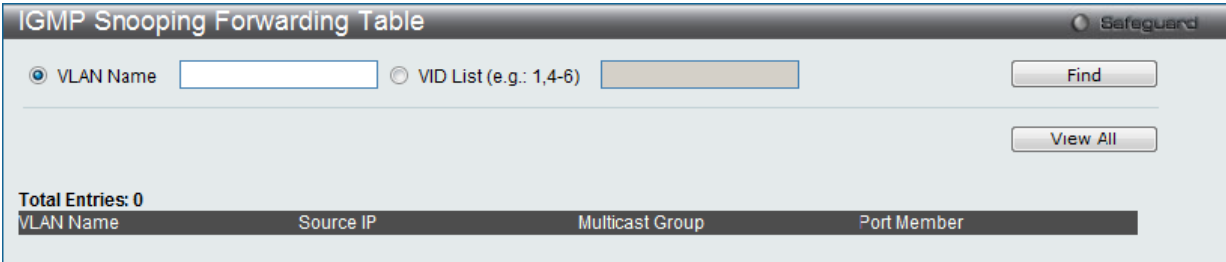 IGMP Snooping Forwarding Table Safeguard
VLAN Name VID List (e.g.: 1,4-6) Find
View All
Total Entries: 0
VLAN Name Source IP Multicast Group Port Member